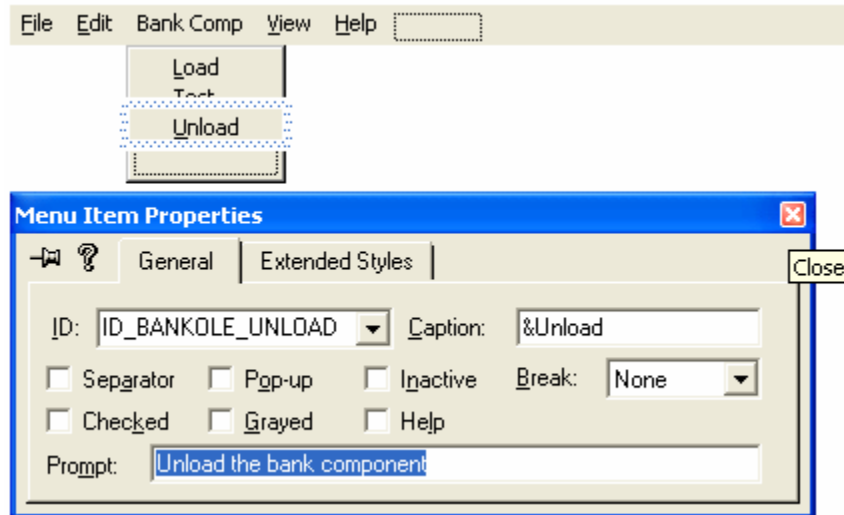 File Edit Bank Comp View Help
Load
Test
Unload
Menu Item Properties
General Extended Styles
Close
ID: ID_BANKOLE_UNLOAD Caption: &Unload
Separator Pop-up Inactive Break: None
Checked Grayed Help
Prompt: Unload the bank component